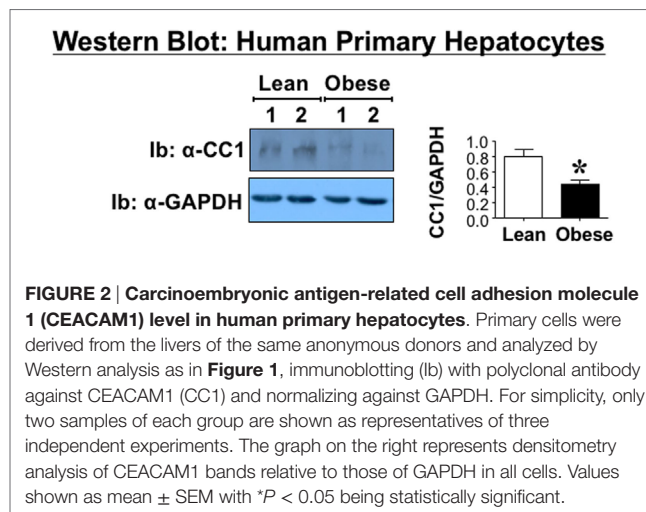 Western Blot: Human Primary Hepatocytes
Lean Obese
1 2 1 2
Ib: α-CC1
Ib: α-GAPDH
CC1/GAPDH
1.0
0.8
0.6
0.4
0.2
0.0
*
Lean Obese
FIGURE 2 | Carcinoembryonic antigen-related cell adhesion molecule
1 (CEACAM1) level in human primary hepatocytes. Primary cells were
derived from the livers of the same anonymous donors and analyzed by
Western analysis as in Figure 1, immunoblotting (Ib) with polyclonal antibody
against CEACAM1 (CC1) and normalizing against GAPDH. For simplicity, only
two samples of each group are shown as representatives of three
independent experiments. The graph on the right represents densitometry
analysis of CEACAM1 bands relative to those of GAPDH in all cells. Values
shown as mean ± SEM with *P < 0.05 being statistically significant.